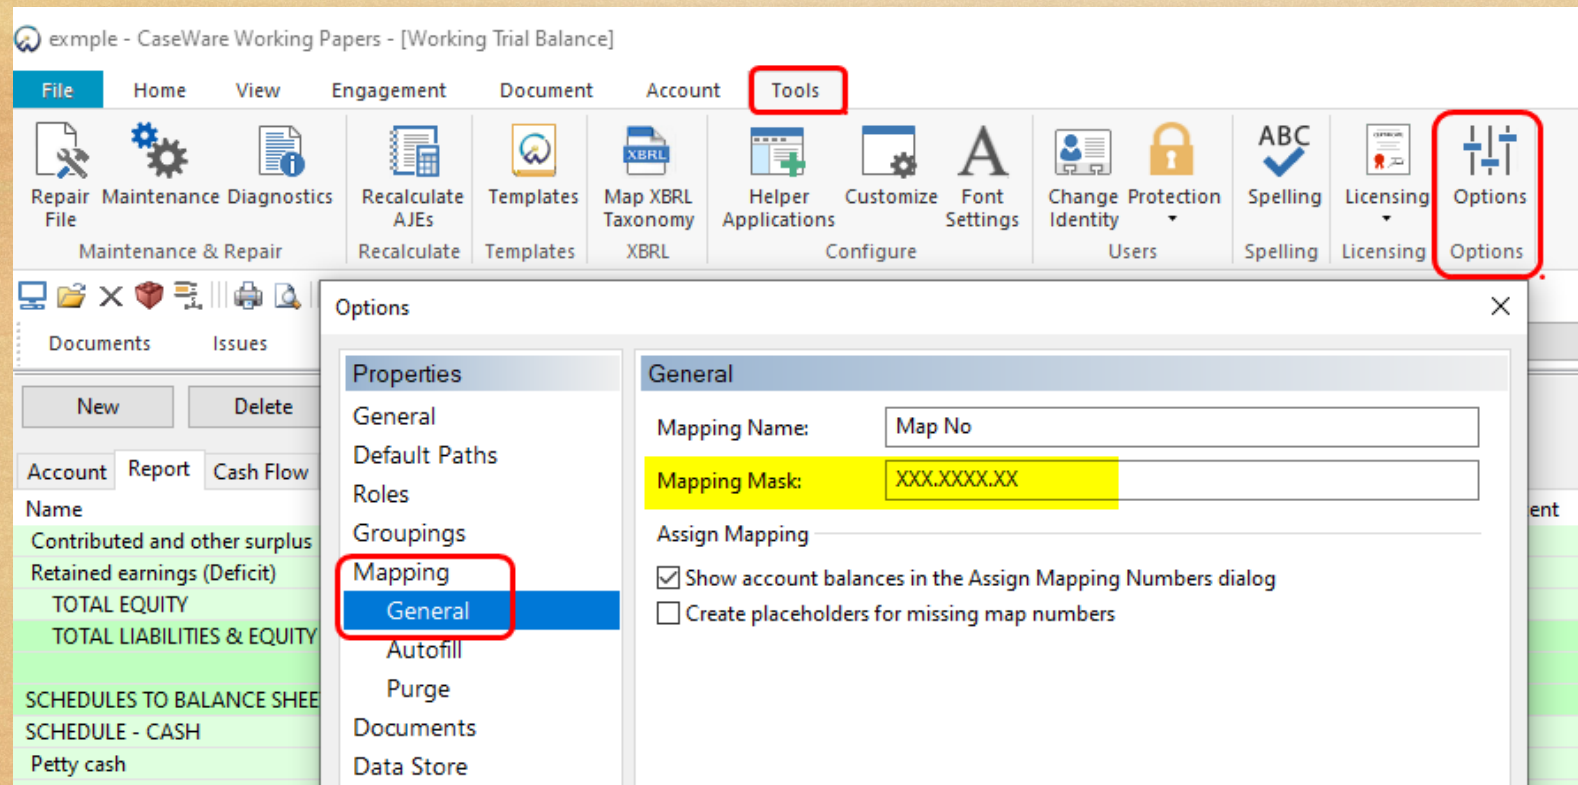 exmple - CaseWare Working Papers - [Working Trial Balance]
File Home View Engagement Document Account Tools
ABC
XBRL
Repair File Maintenance Diagnostics Recalculate AJEs Templates Map XBRL Taxonomy Helper Applications Customize Font Settings Change Identity Protection Spelling Licensing Options
Maintenance & Repair Recalculate Templates XBRL Configure Users Spelling Licensing Options
Options
Documents Issues
Properties General
New Delete
General
Mapping Name: Map No
Default Paths
Account Report Cash Flow
Mapping Mask: XXX.XXXX.XX
Roles
Name
ent
Groupings
Assign Mapping
Contributed and other surplus
Retained earnings (Deficit)
Mapping
Show account balances in the Assign Mapping Numbers dialog
TOTAL EQUITY
General
Create placeholders for missing map numbers
TOTAL LIABILITIES & EQUITY
Autofill
Purge
SCHEDULES TO BALANCE SHEE
SCHEDULE - CASH
Documents
Petty cash
Data Store